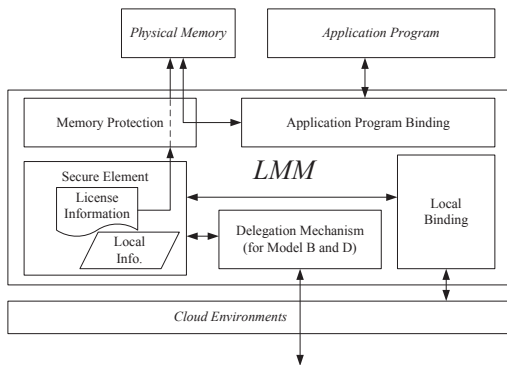 Physical Memory
Application Program
Memory Protection
Application Program Binding
Secure Element
LMM
License
Information
Local
Info.
Delegation Mechanism
(for Model B and D)
Local
Binding
Cloud Environments